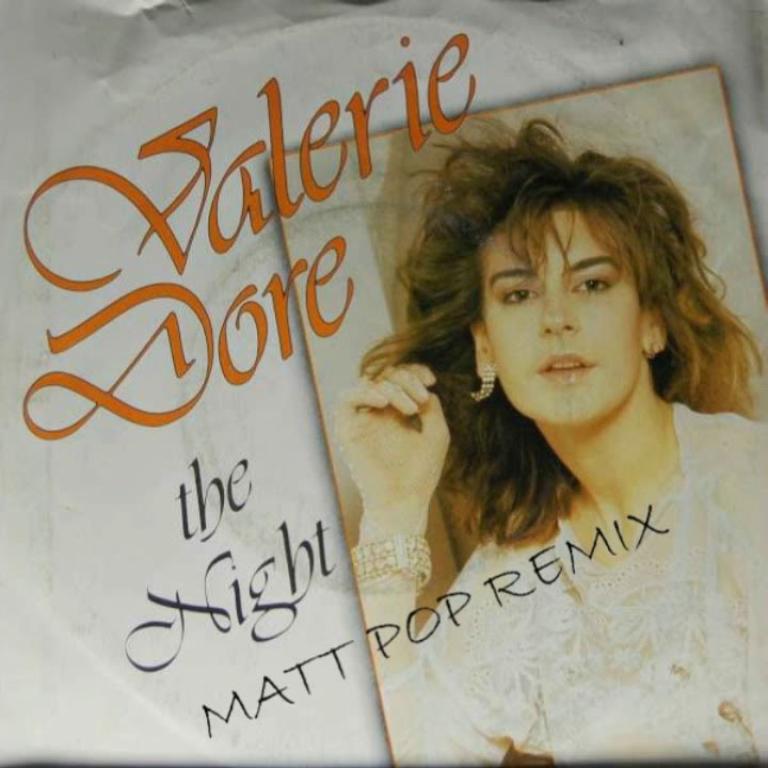 Valerie
Dore
the
Night
MATT POP REMIX